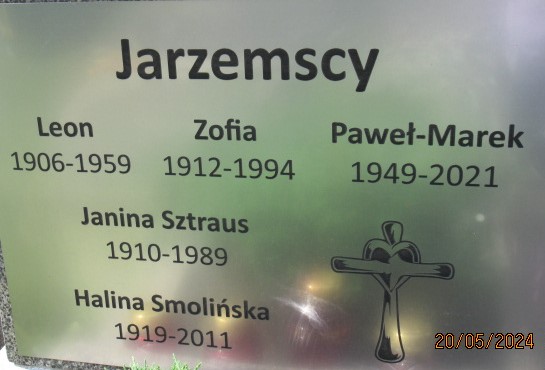 Jarzemscy
Leon Zofia Paweł-Marek
1906-1959 1912-1994 1949-2021
Janina Sztraus
1910-1989
Halina Smolińska
1919-2011
20/05/2024